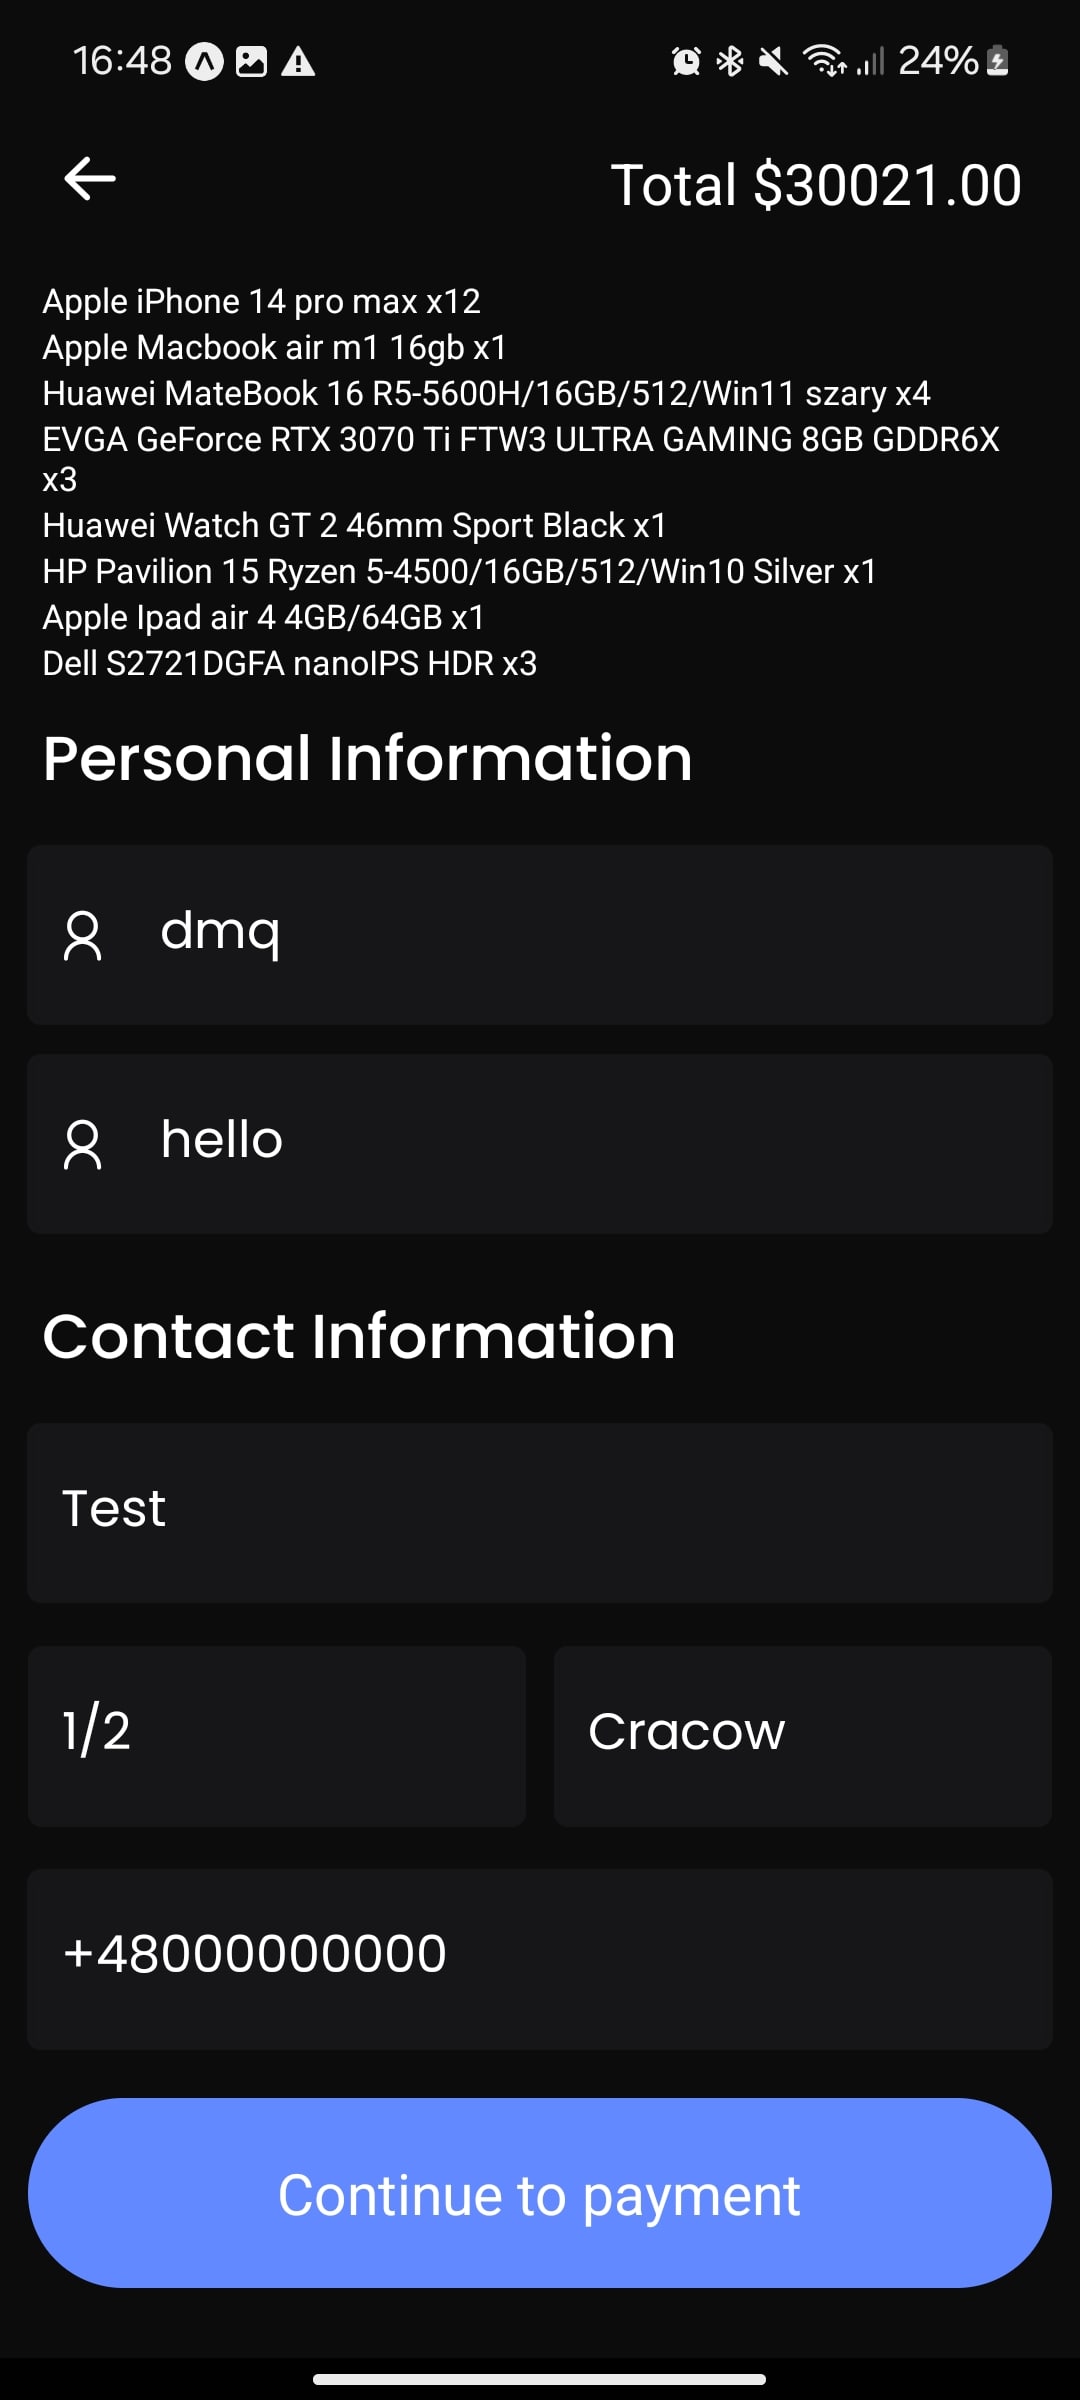 16:48
24%
Total $30021.00
Apple iPhone 14 pro max x12
Apple Macbook air m1 16gb x1
Huawei MateBook 16 R5-5600H/16GB/512/Win11 szary x4
EVGA GeForce RTX 3070 Ti FTW3 ULTRA GAMING 8GB GDDR6X
x3
Huawei Watch GT 2 46mm Sport Black x1
HP Pavilion 15 Ryzen 5-4500/16GB/512/Win10 Silver x1
Apple Ipad air 4 4GB/64GB x1
Dell S2721DGFA nanoIPS HDR x3
Personal Information
dmq
hello
Contact Information
Test
1/2
Cracow
+48000000000
Continue to payment